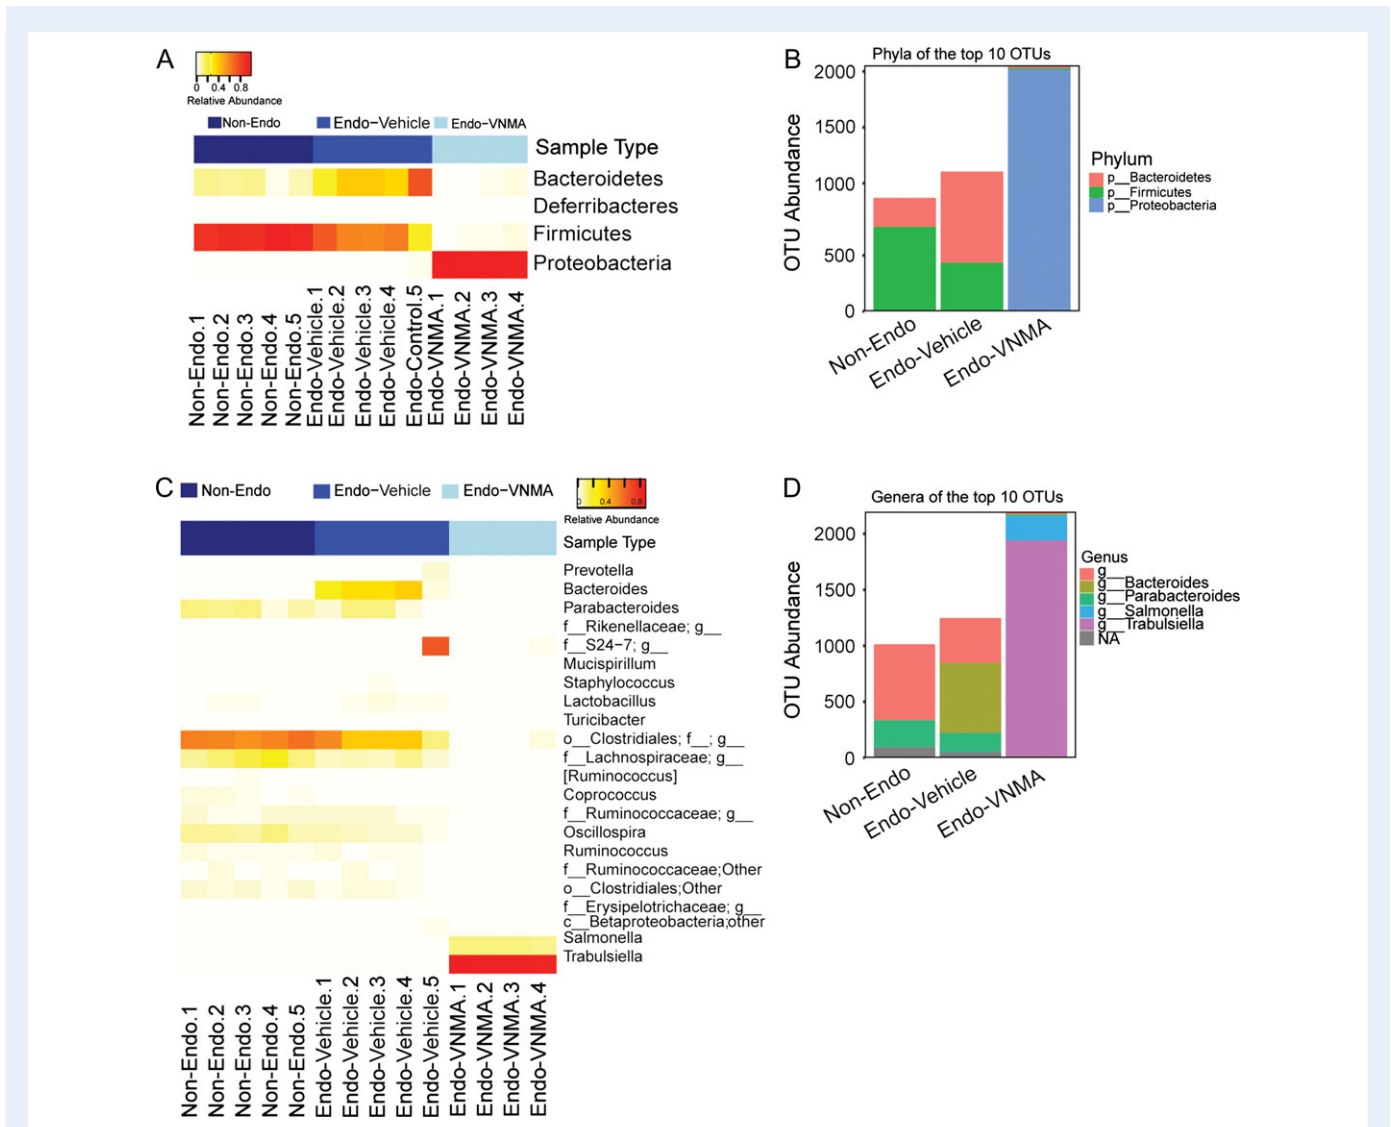 A
0 0.4 0.8
Relative Abundance
Non-Endo Endo-Vehicle Endo-VNMA
Sample Type
Bacteroidetes
Deferribacteres
Firmicutes
Proteobacteria
Non-Endo.1
Non-Endo.2
Non-Endo.3
Non-Endo.4
Non-Endo.5
Endo-Vehicle.1
Endo-Vehicle.2
Endo-Vehicle.3
Endo-Vehicle.4
Endo-Control.5
Endo-VNMA.1
Endo-VNMA.2
Endo-VNMA.3
Endo-VNMA.4
B
Phyla of the top 10 OTUs
OTU Abundance
2000
1500
1000
500
0
Non-Endo
Endo-Vehicle
Endo-VNMA
Phylum
p__Bacteroidetes
p__Firmicutes
p__Proteobacteria
C
Non-Endo Endo-Vehicle Endo-VNMA
0 0.4 0.8
Relative Abundance
Sample Type
Prevotella
Bacteroides
Parabacteroides
f__Rikenellaceae; g__
f__S24-7; g__
Mucispirillum
Staphylococcus
Lactobacillus
Turicibacter
o__Clostridiales; f__; g__
f__Lachnospiraceae; g__
[Ruminococcus]
Coprococcus
f__Ruminococcaceae; g__
Oscillospira
Ruminococcus
f__Ruminococcaceae;Other
o__Clostridiales;Other
f__Erysipelotrichaceae; g__
c__Betaproteobacteria;other
Salmonella
Trabulsiella
Non-Endo.1
Non-Endo.2
Non-Endo.3
Non-Endo.4
Non-Endo.5
Endo-Vehicle.1
Endo-Vehicle.2
Endo-Vehicle.3
Endo-Vehicle.4
Endo-Vehicle.5
Endo-VNMA.1
Endo-VNMA.2
Endo-VNMA.3
Endo-VNMA.4
D
Genera of the top 10 OTUs
OTU Abundance
2000
1500
1000
500
0
Non-Endo
Endo-Vehicle
Endo-VNMA
Genus
g__
g__Bacteroides
g__Parabacteroides
g__Salmonella
g__Trabulsiella
NA